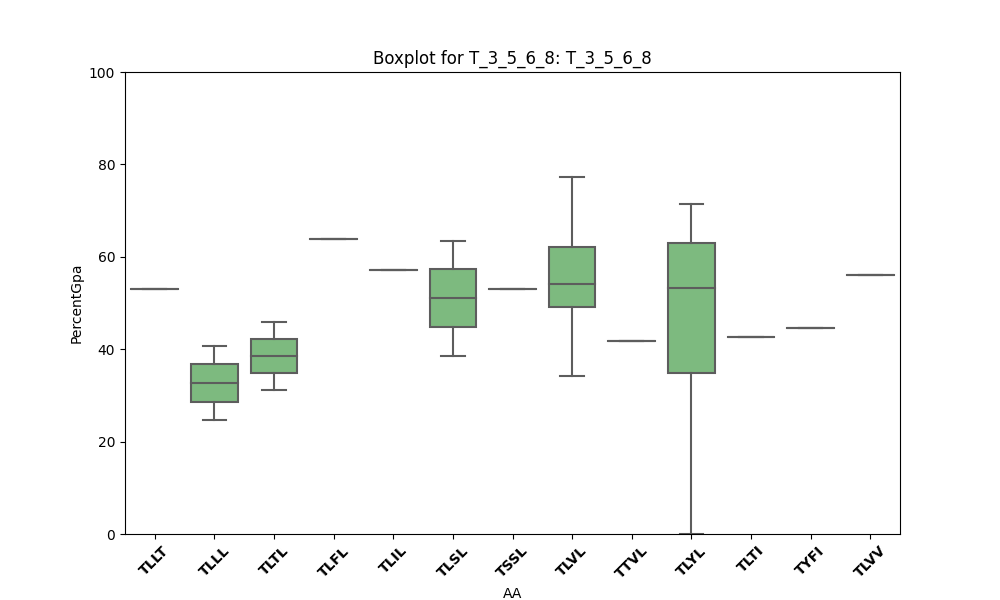 Boxplot for T_3_5_6_8: T_3_5_6_8
100
80
60
40
20
0
PercentGpa
TLLT
TLLL
TLTL
TLFL
TLIL
TLSL
TSSL
TLVL
TTVL
TLYL
TLTI
TYFI
TLVV
AA